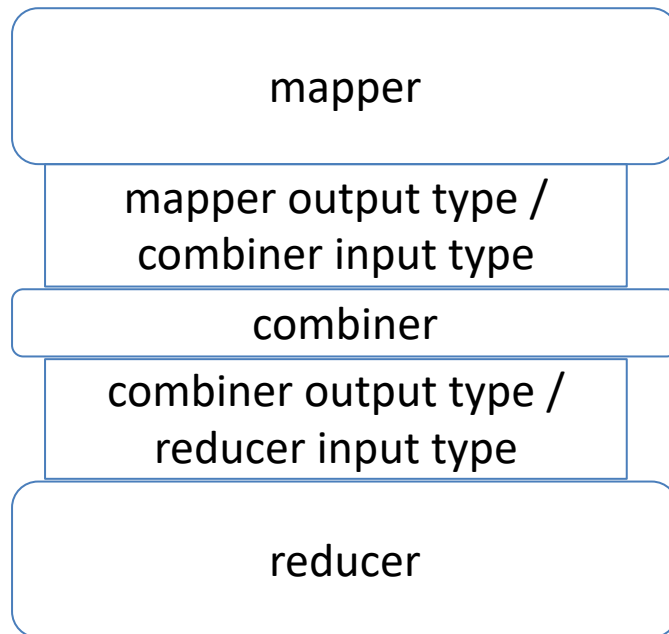 mapper
mapper output type /
combiner input type
combiner
combiner output type /
reducer input type
reducer